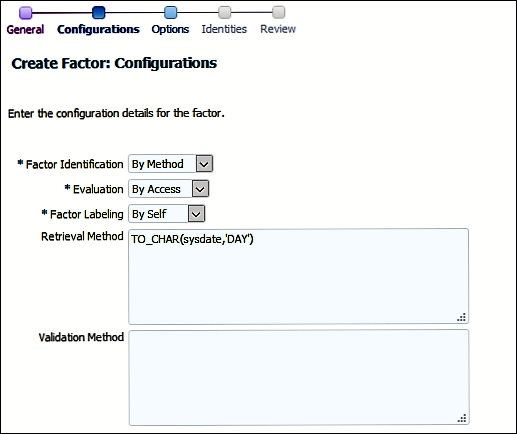 General Configurations Options Identities Review
Create Factor: Configurations
Enter the configuration details for the factor.
* Factor Identification By Method
* Evaluation By Access
* Factor Labeling By Self
Retrieval Method TO_CHAR(sysdate,'DAY')
Validation Method